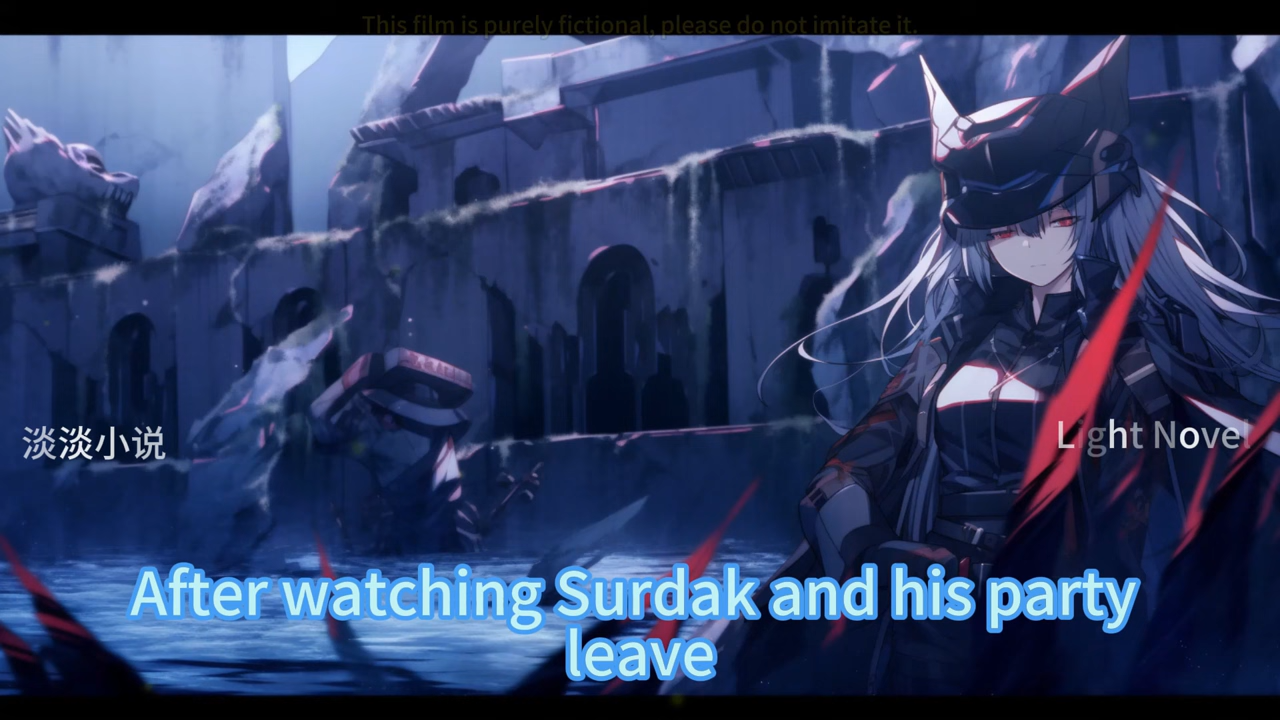 This film is purely fictional, please do not imitate it.
淡淡小说
Light Novel
After watching Surdak and his party
leave